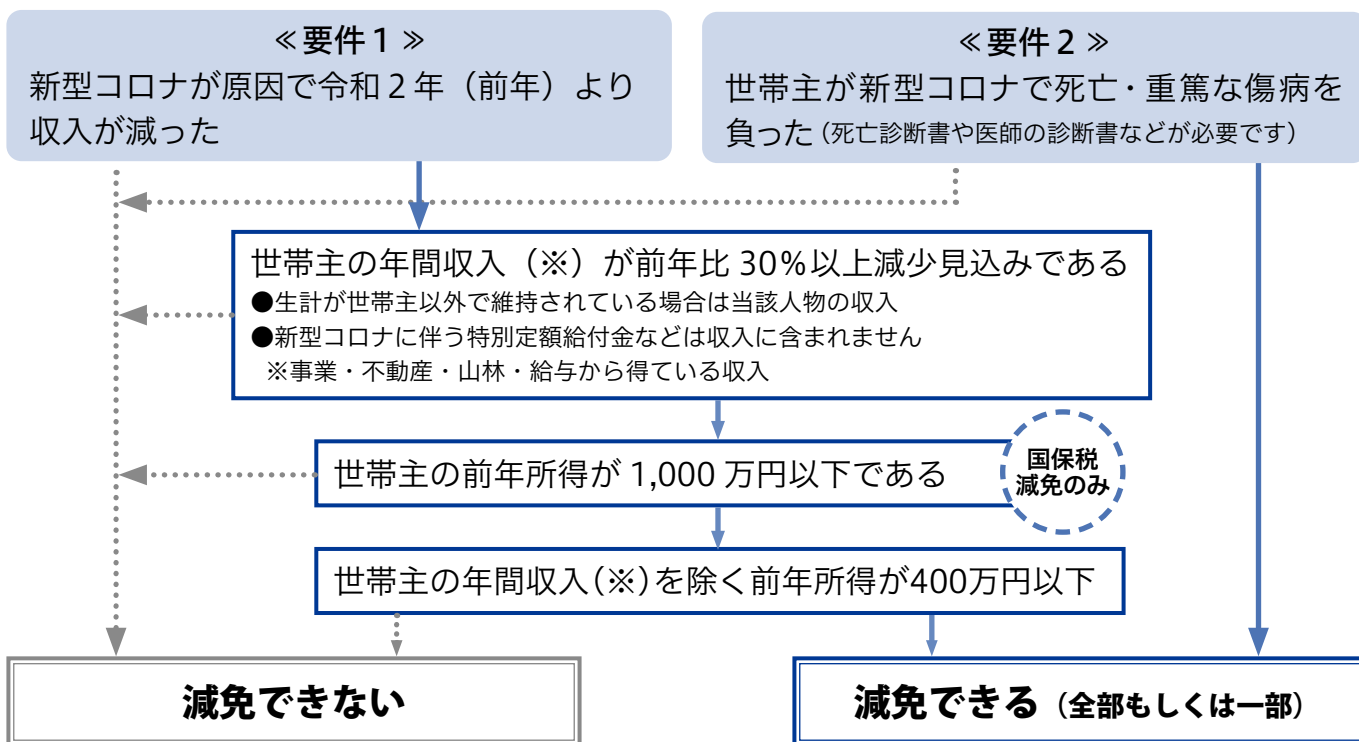 ≪要件１≫
新型コロナが原因で令和２年（前年）より
収入が減った
≪要件２≫
世帯主が新型コロナで死亡・重篤な傷病を
負った（死亡診断書や医師の診断書などが必要です）
世帯主の年間収入（※）が前年比 30％以上減少見込みである
●生計が世帯主以外で維持されている場合は当該人物の収入
●新型コロナに伴う特別定額給付金などは収入に含まれません
※事業・不動産・山林・給与から得ている収入
世帯主の前年所得が 1,000 万円以下である
国保税
減免のみ
世帯主の年間収入（※）を除く前年所得が400万円以下
減免できない
減免できる（全部もしくは一部）